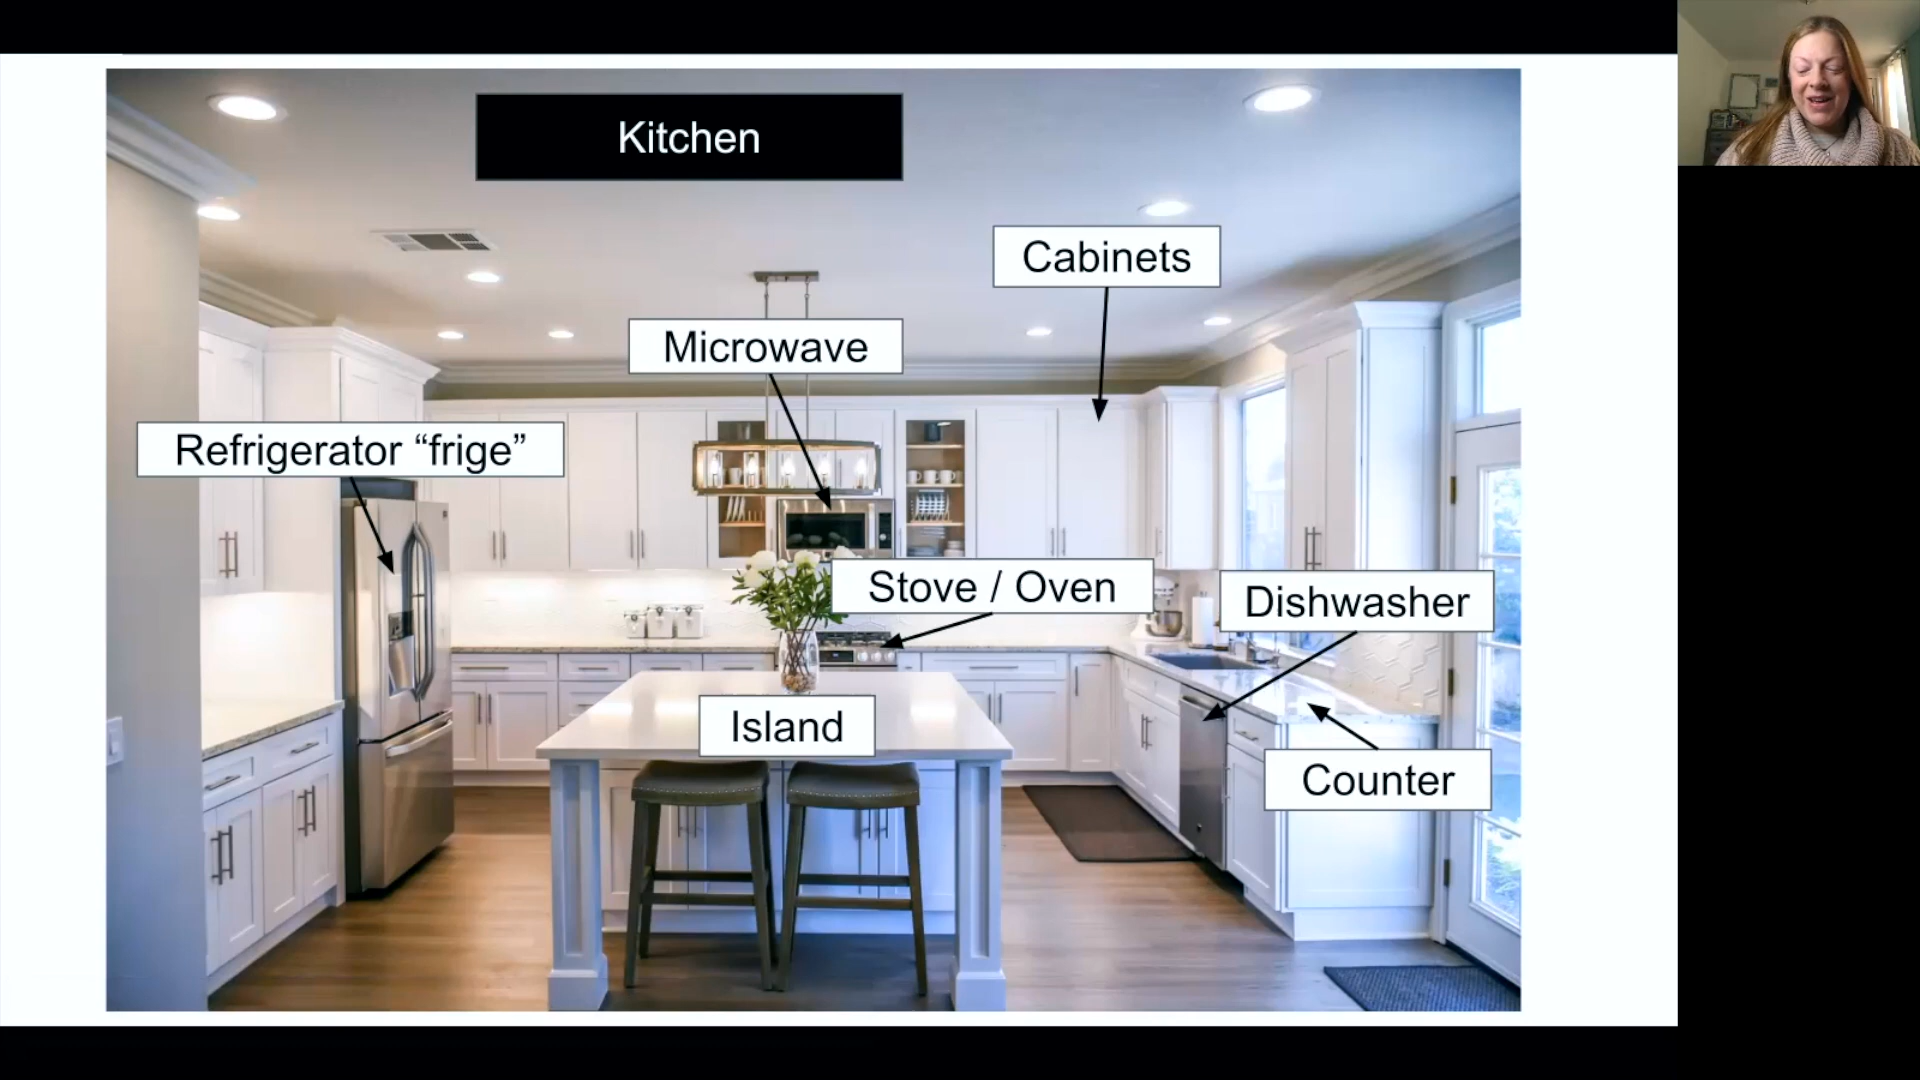 Kitchen
Cabinets
Microwave
Refrigerator “frige”
Stove / Oven
Dishwasher
Island
Counter